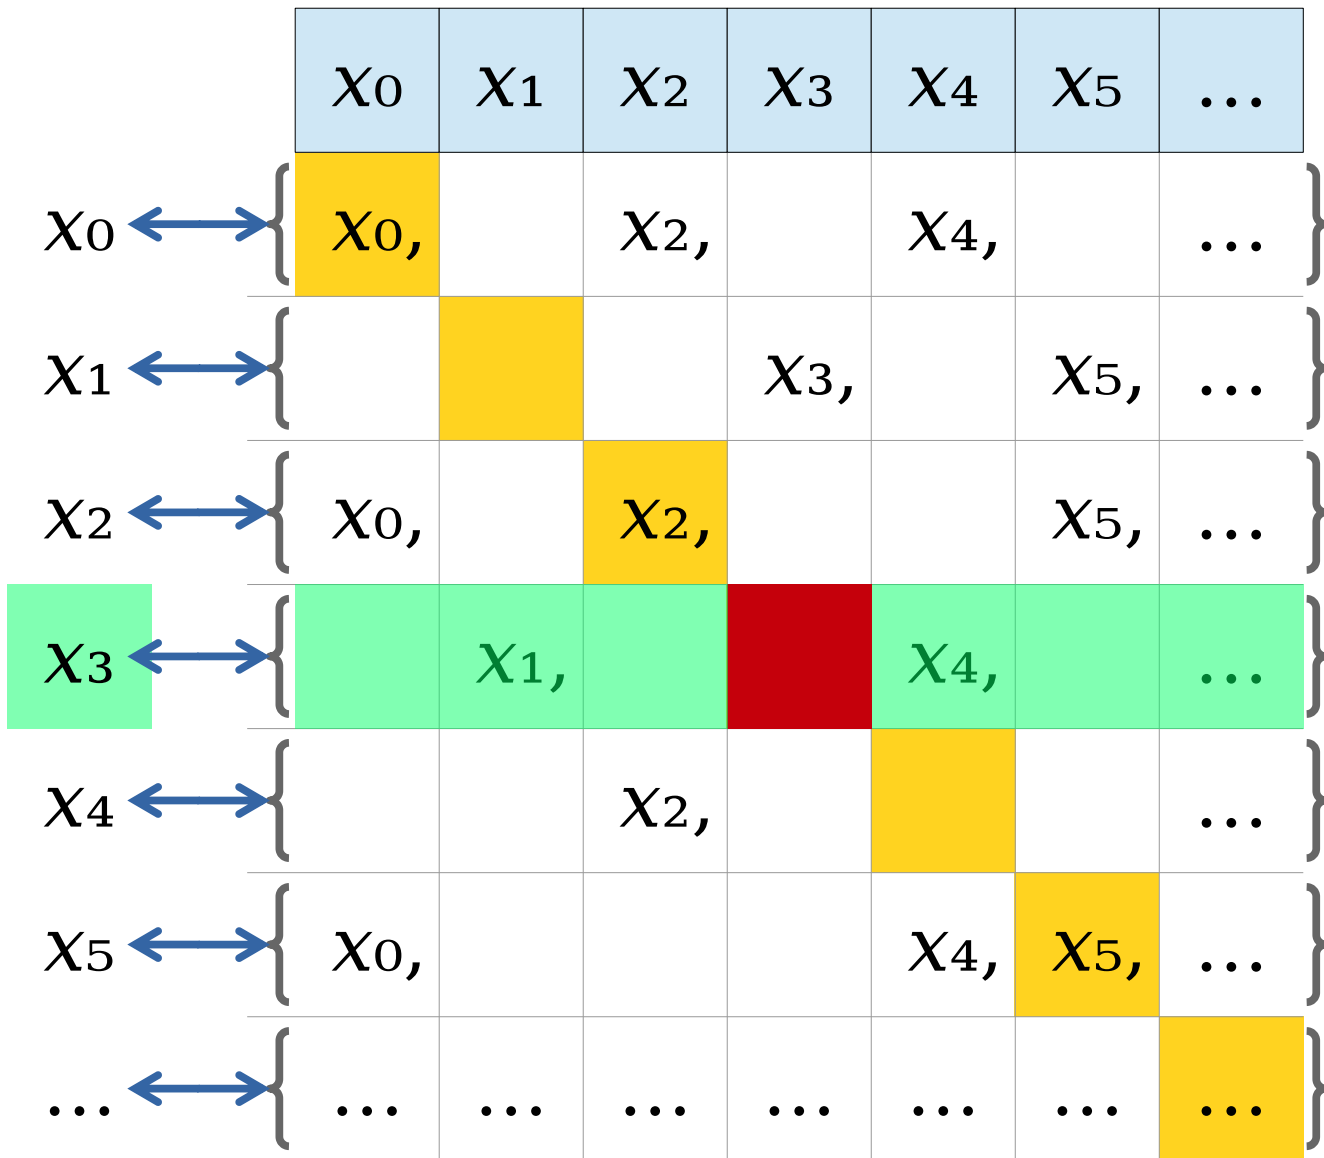 x₀ x₁ x₂ x₃ x₄ x₅ ...
x₀ { x₀, x₂, x₄, ... }
x₁ { x₃, x₅, ... }
x₂ { x₀, x₂, x₅, ... }
x₃ { x₁, x₄, ... }
x₄ { x₂, ... }
x₅ { x₀, x₄, x₅, ... }
... { ... ... ... ... ... ... ... }